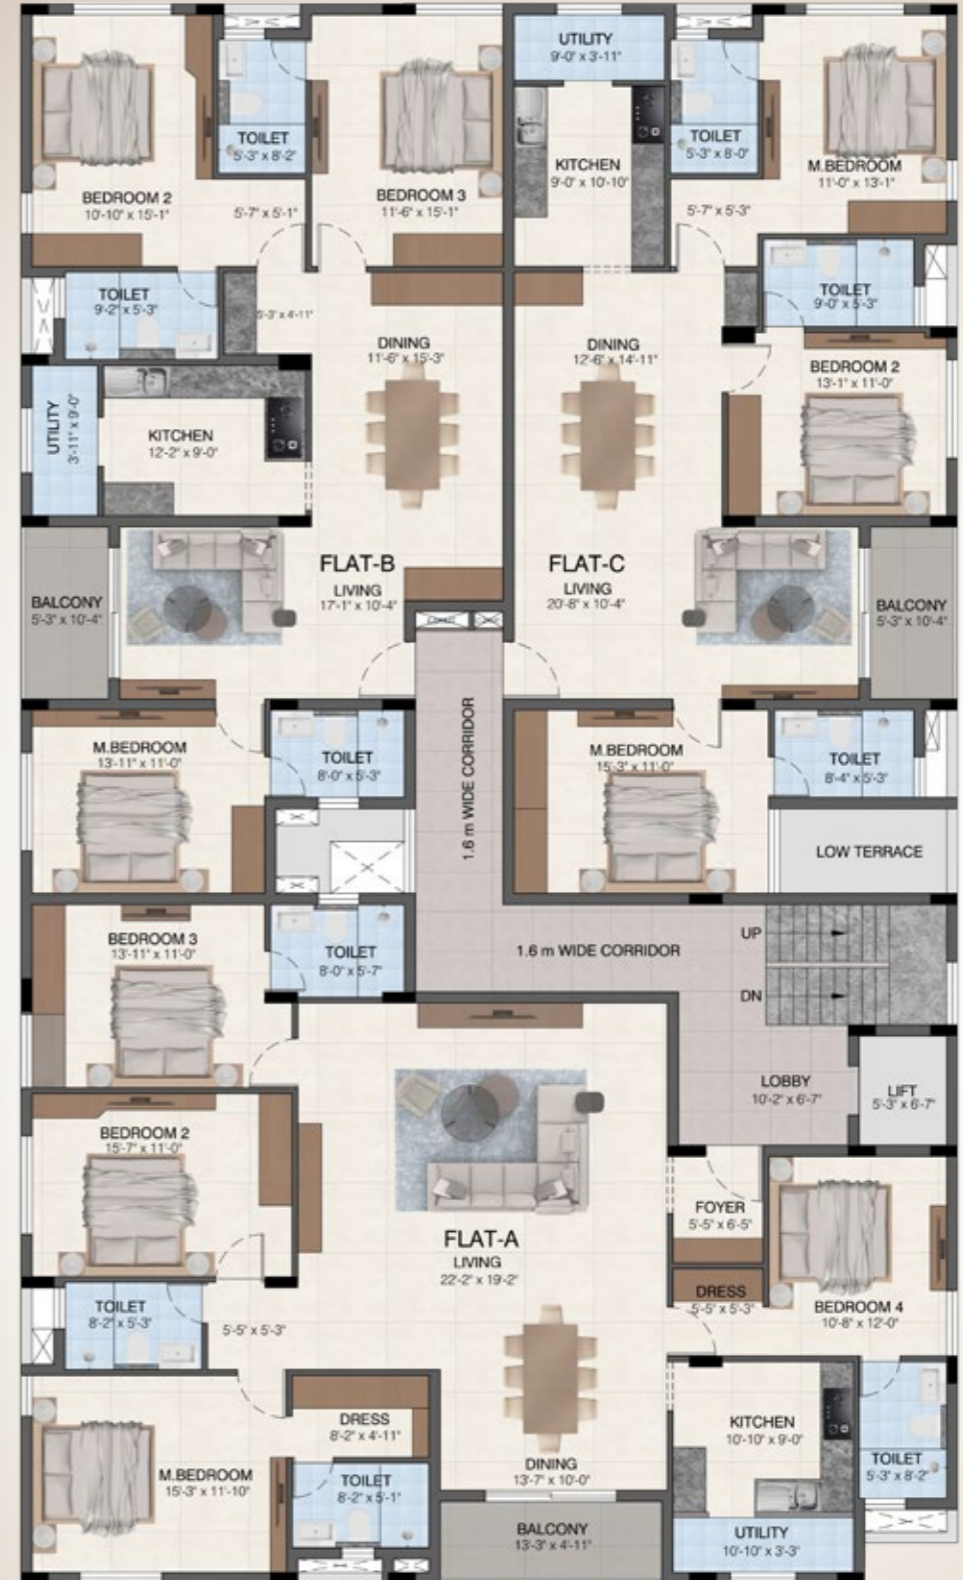 UTILITY
9'-0" x 3'-11"
TOILET
5'-3" x 8'-2"
TOILET
5'-3" x 8'-0"
KITCHEN
9'-0" x 10'-10"
M.BEDROOM
11'-0" x 13'-1"
BEDROOM 2
10'-10" x 15'-1"
5'-7" x 5'-1"
BEDROOM 3
11'-6" x 15'-1"
5'-7" x 5'-3"
TOILET
9'-2" x 5'-3"
5'-3" x 4'-11"
TOILET
9'-0" x 5'-3"
DINING
11'-6" x 15'-3"
DINING
12'-6" x 14'-11"
BEDROOM 2
13'-1" x 11'-0"
UTILITY
3'-11" x 9'-0"
KITCHEN
12'-2" x 9'-0"
FLAT-B
LIVING
17'-1" x 10'-4"
FLAT-C
LIVING
20'-8" x 10'-4"
BALCONY
5'-3" x 10'-4"
BALCONY
5'-3" x 10'-4"
1.6 m WIDE CORRIDOR
M.BEDROOM
13'-11" x 11'-0"
TOILET
8'-0" x 5'-3"
M.BEDROOM
15'-3" x 11'-0"
TOILET
8'-4" x 5'-3"
LOW TERRACE
BEDROOM 3
13'-11" x 11'-0"
TOILET
8'-0" x 5'-7"
1.6 m WIDE CORRIDOR
UP
DN
LOBBY
10'-2" x 6'-7"
LIFT
5'-3" x 6'-7"
BEDROOM 2
15'-7" x 11'-0"
FOYER
5'-5" x 6'-5"
FLAT-A
LIVING
22'-2" x 19'-2"
DRESS
5'-5" x 5'-3"
BEDROOM 4
10'-8" x 12'-0"
TOILET
8'-2" x 5'-3"
5'-5" x 5'-3"
DRESS
8'-2" x 4'-11"
KITCHEN
10'-10" x 9'-0"
M.BEDROOM
15'-3" x 11'-10"
TOILET
8'-2" x 5'-1"
DINING
13'-7" x 10'-0"
TOILET
5'-3" x 8'-2"
BALCONY
13'-3" x 4'-11"
UTILITY
10'-10" x 3'-3"